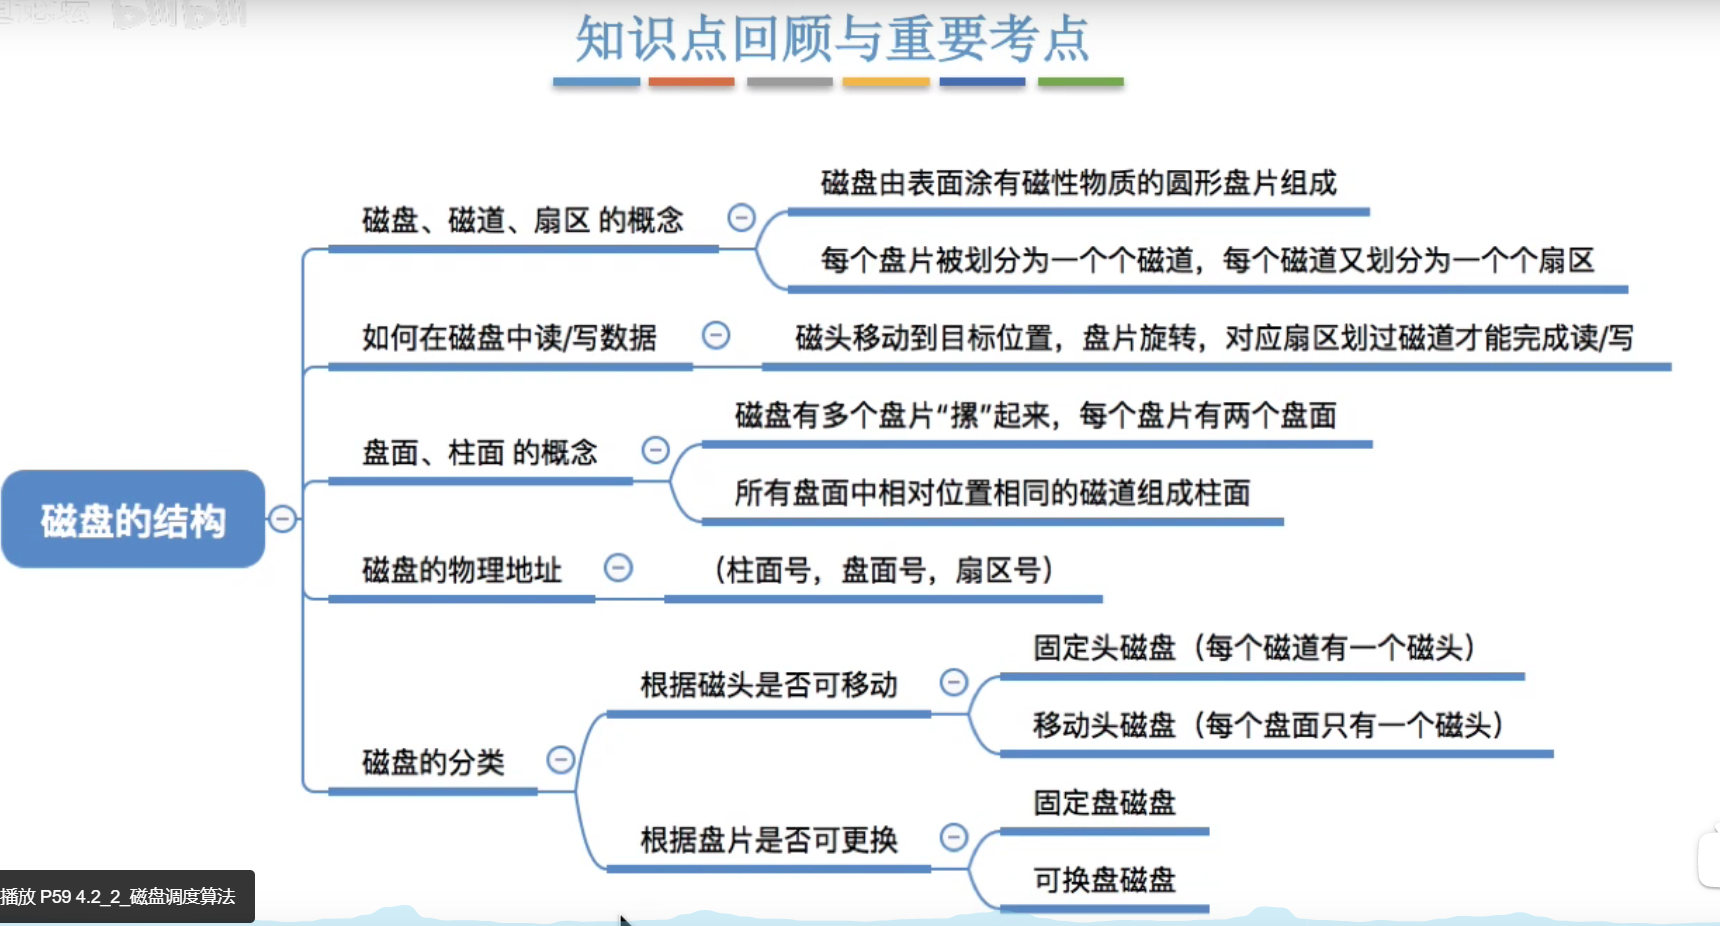 知识点回顾与重要考点
磁盘由表面涂有磁性物质的圆形盘片组成
磁盘、磁道、扇区 的概念
每个盘片被划分为一个个磁道，每个磁道又划分为一个个扇区
如何在磁盘中读/写数据
磁头移动到目标位置，盘片旋转，对应扇区划过磁道才能完成读/写
磁盘有多个盘片“摞”起来，每个盘片有两个盘面
盘面、柱面 的概念
所有盘面中相对位置相同的磁道组成柱面
磁盘的结构
磁盘的物理地址
（柱面号，盘面号，扇区号）
固定头磁盘（每个磁道有一个磁头）
根据磁头是否可移动
移动头磁盘（每个盘面只有一个磁头）
磁盘的分类
固定盘磁盘
根据盘片是否可更换
可换盘磁盘
播放 P59 4.2_2_磁盘调度算法